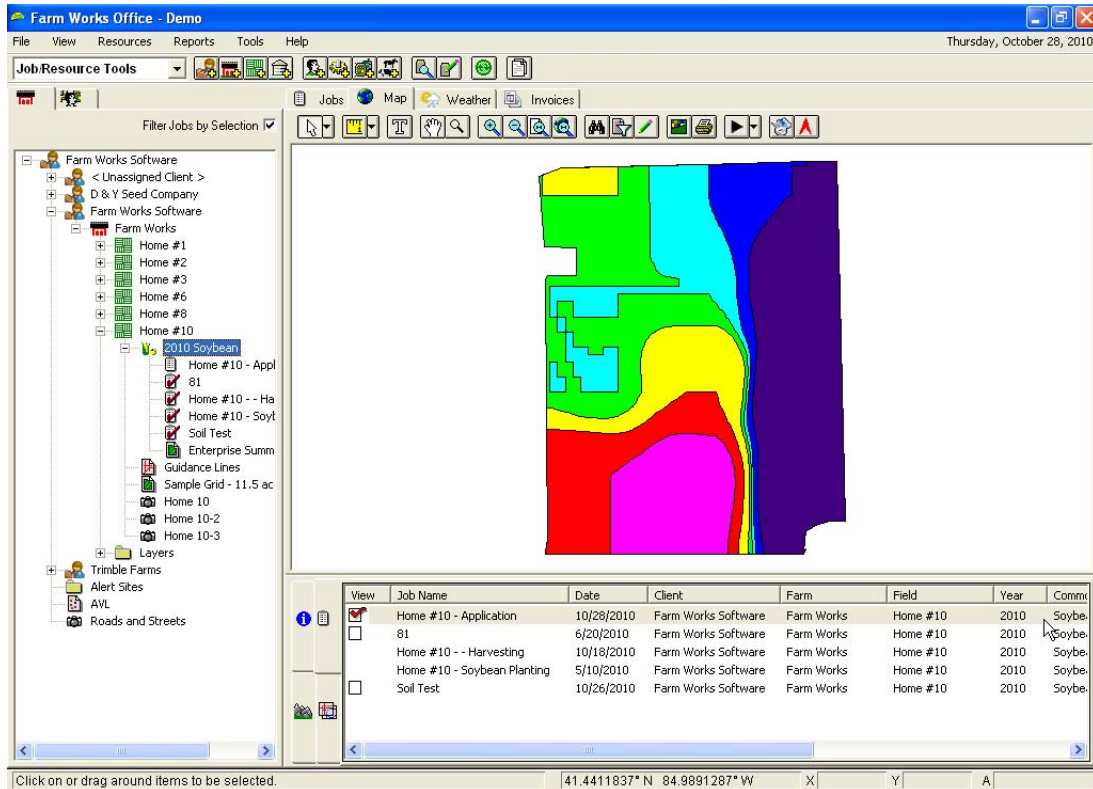 Farm Works Office - Demo
File View Resources Reports Tools Help Thursday, October 28, 2010
Job/Resource Tools
Jobs Map Weather Invoices
Filter Jobs by Selection
Farm Works Software
< Unassigned Client >
D & Y Seed Company
Farm Works Software
Farm Works
Home #1
Home #2
Home #3
Home #6
Home #8
Home #10
2010 Soybean
Home #10 - Appl
81
Home #10 - - Ha
Home #10 - Soyb
Soil Test
Enterprise Summ
Guidance Lines
Sample Grid - 11.5 ac
Home 10
Home 10-2
Home 10-3
Layers
Trimble Farms
Alert Sites
AVL
Roads and Streets
View Job Name Date Client Farm Field Year Commo
Home #10 - Application 10/28/2010 Farm Works Software Farm Works Home #10 2010 Soybe
81 6/20/2010 Farm Works Software Farm Works Home #10 2010 Soybe
Home #10 - - Harvesting 10/18/2010 Farm Works Software Farm Works Home #10 2010 Soybe
Home #10 - Soybean Planting 5/10/2010 Farm Works Software Farm Works Home #10 2010 Soybe
Soil Test 10/26/2010 Farm Works Software Farm Works Home #10 2010 Soybe
Click on or drag around items to be selected. 41.4411837° N 84.9891287° W X Y A